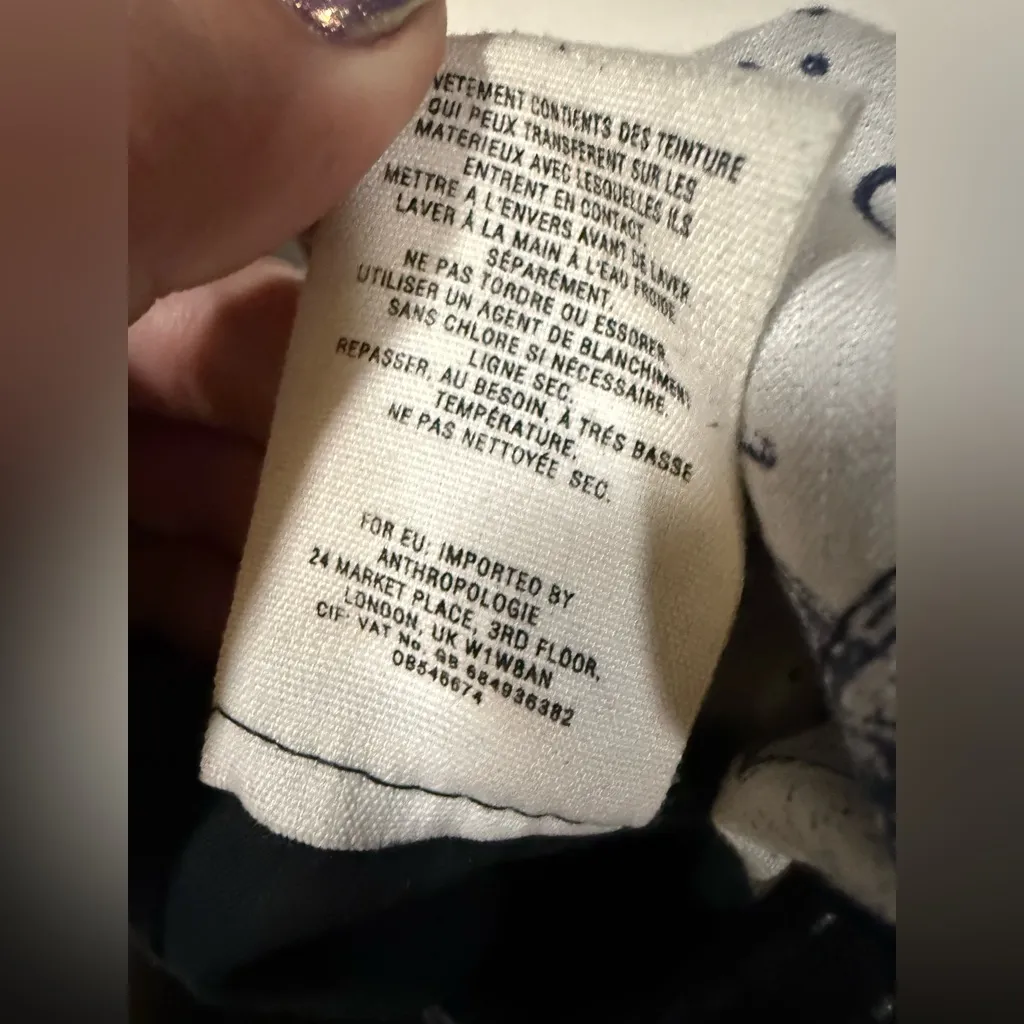 VETEMENT CONTIENTS DES TEINTURE
QUI PEUX TRANSFERENT SUR LES
MATERIEUX AVEC LESQUELLES ILS
ENTRENT EN CONTACT.
METTRE A L'ENVERS AVANT DE LAVER
LAVER À LA MAIN À L'EAU FROIDE
SÉPARÉMENT.
NE PAS TORDRE OU ESSORER
UTILISER UN AGENT DE BLANCHIMENT
SANS CHLORE SI NÉCESSAIRE.
LIGNE SEC.
REPASSER, AU BESOIN, À TRÉS BASSE
TEMPÉRATURE.
NE PAS NETTOYÉE SEC.
FOR EU: IMPORTED BY
ANTHROPOLOGIE
24 MARKET PLACE, 3RD FLOOR,
LONDON, UK W1W8AN
CIF: VAT No. GB 684936382
OB546674